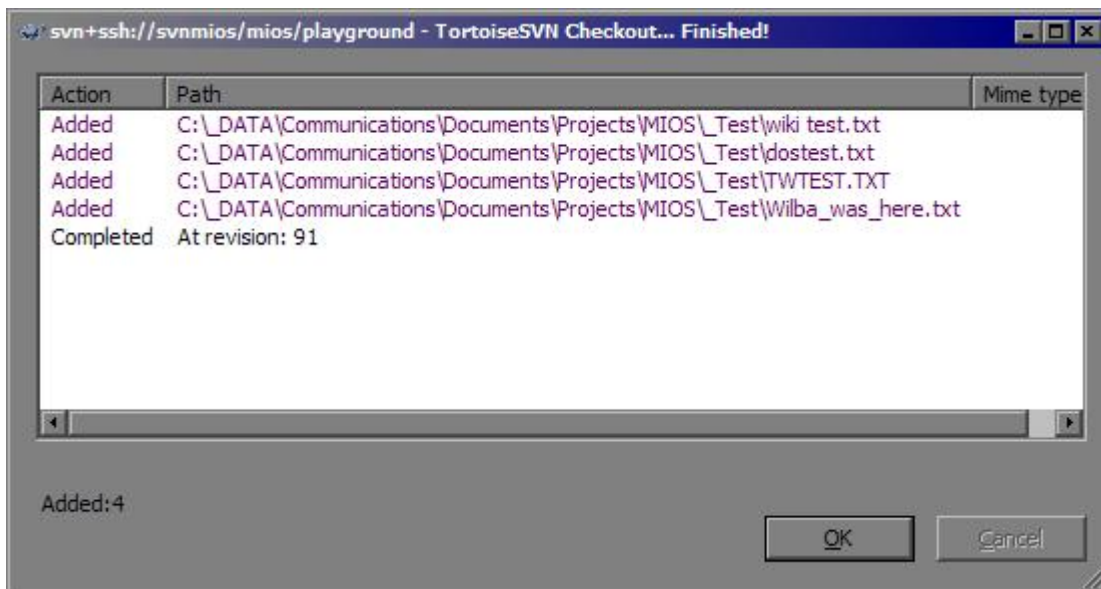 svn+ssh://svnmios/mios/playground - TortoiseSVN Checkout... Finished!
Action Path Mime type
Added C:\_DATA\Communications\Documents\Projects\MIOS\_Test\wiki test.txt
Added C:\_DATA\Communications\Documents\Projects\MIOS\_Test\dostest.txt
Added C:\_DATA\Communications\Documents\Projects\MIOS\_Test\TWTEST.TXT
Added C:\_DATA\Communications\Documents\Projects\MIOS\_Test\Wilba_was_here.txt
Completed At revision: 91
Added:4
OK Cancel